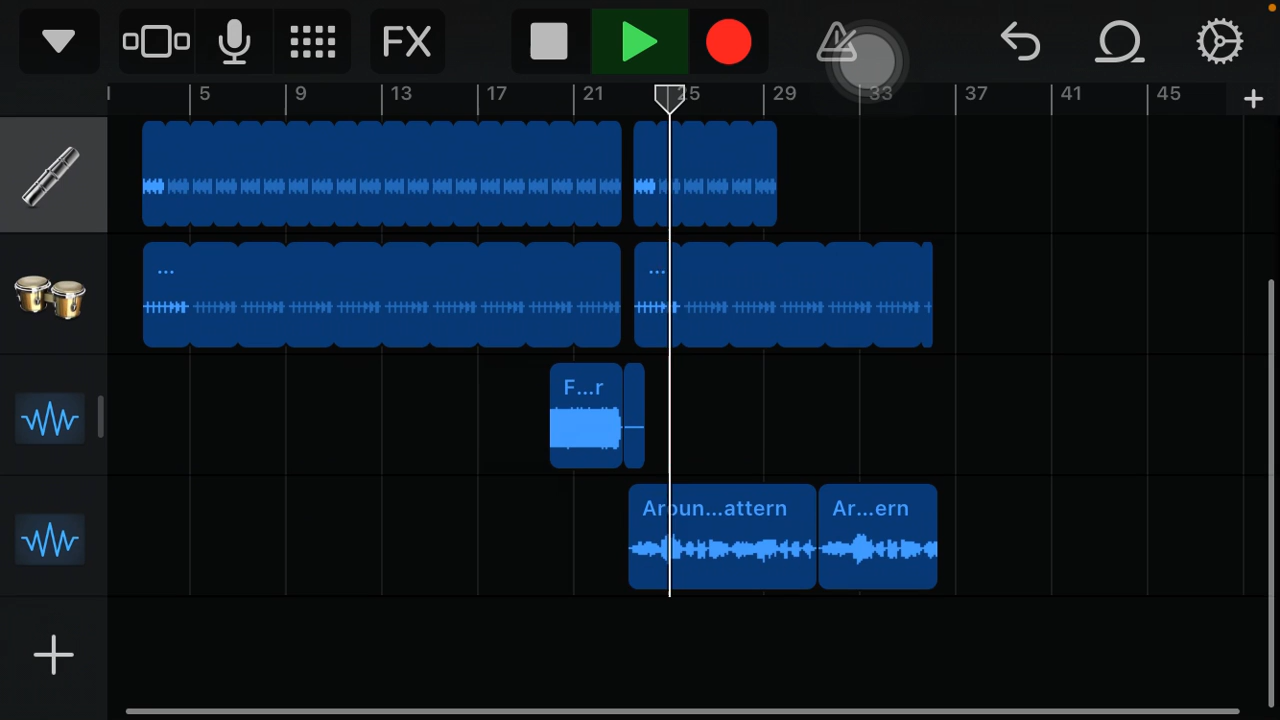 FX
5 9 13 17 21 25 29 33 37 41 45
...
...
F...r
Aroun...attern
Ar...ern